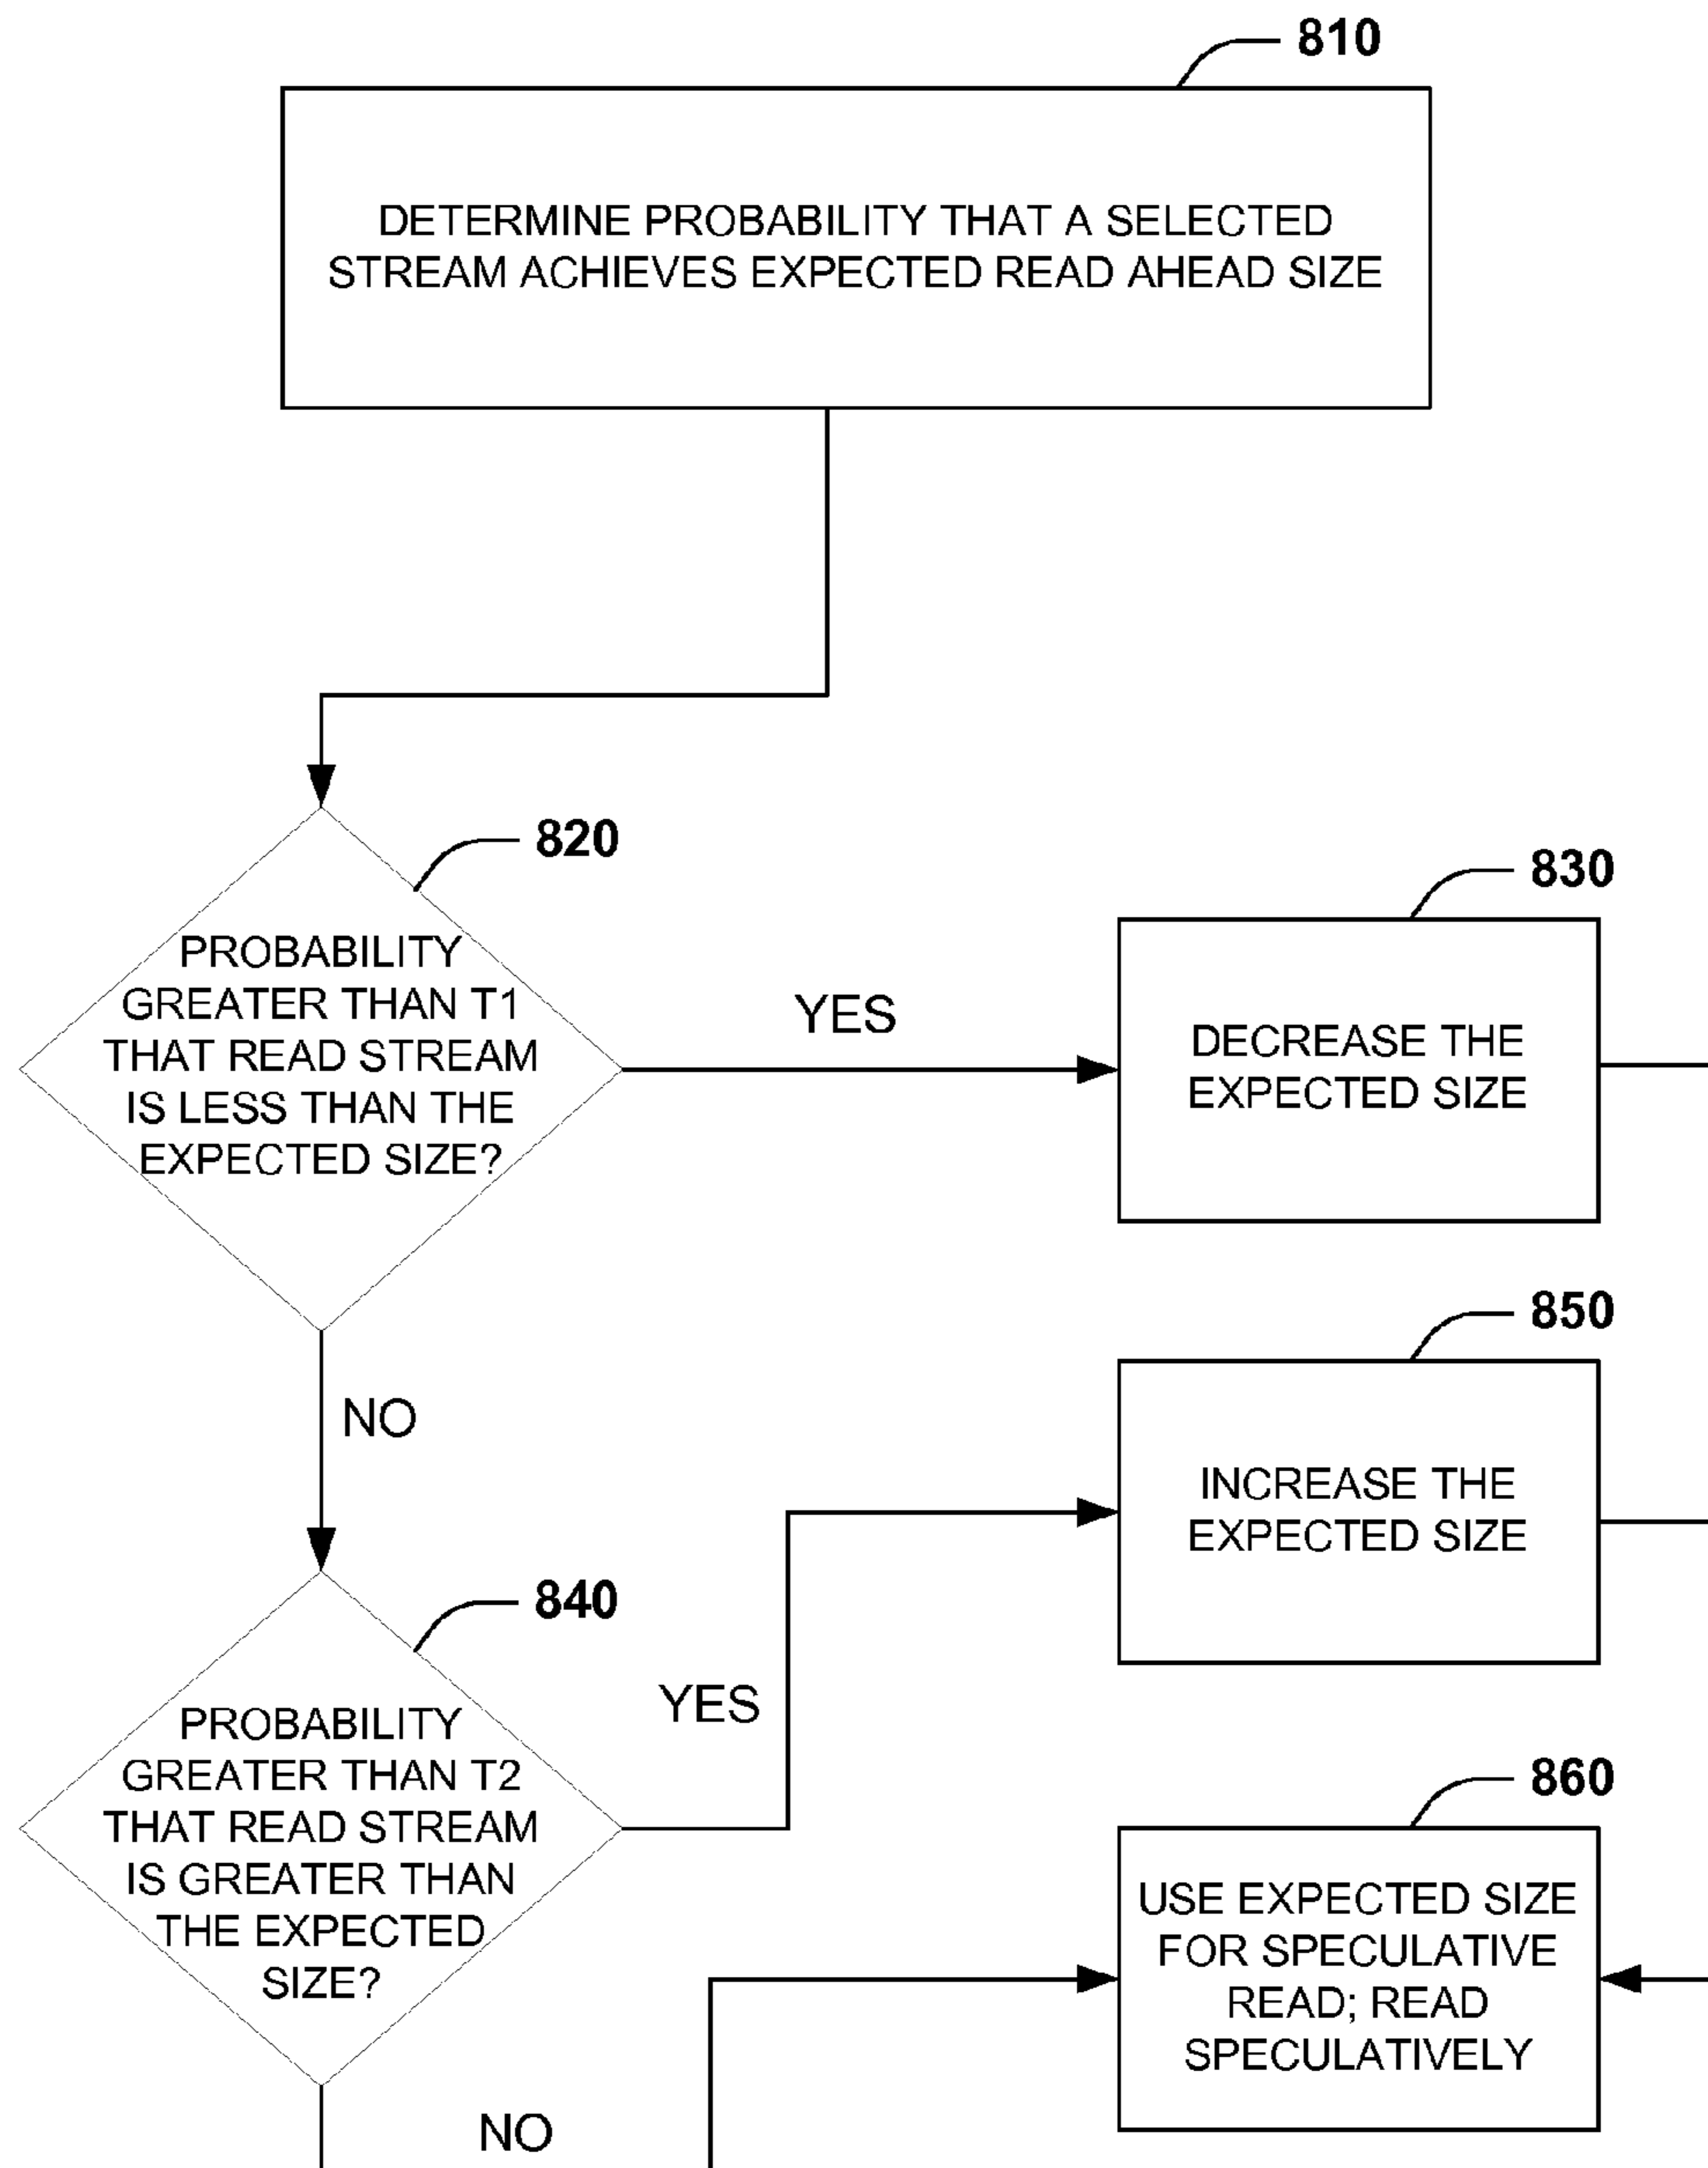 810
DETERMINE PROBABILITY THAT A SELECTED
STREAM ACHIEVES EXPECTED READ AHEAD SIZE
820
PROBABILITY
GREATER THAN T1
THAT READ STREAM
IS LESS THAN THE
EXPECTED SIZE?
YES
830
DECREASE THE
EXPECTED SIZE
NO
840
PROBABILITY
GREATER THAN T2
THAT READ STREAM
IS GREATER THAN
THE EXPECTED
SIZE?
YES
850
INCREASE THE
EXPECTED SIZE
NO
860
USE EXPECTED SIZE
FOR SPECULATIVE
READ; READ
SPECULATIVELY